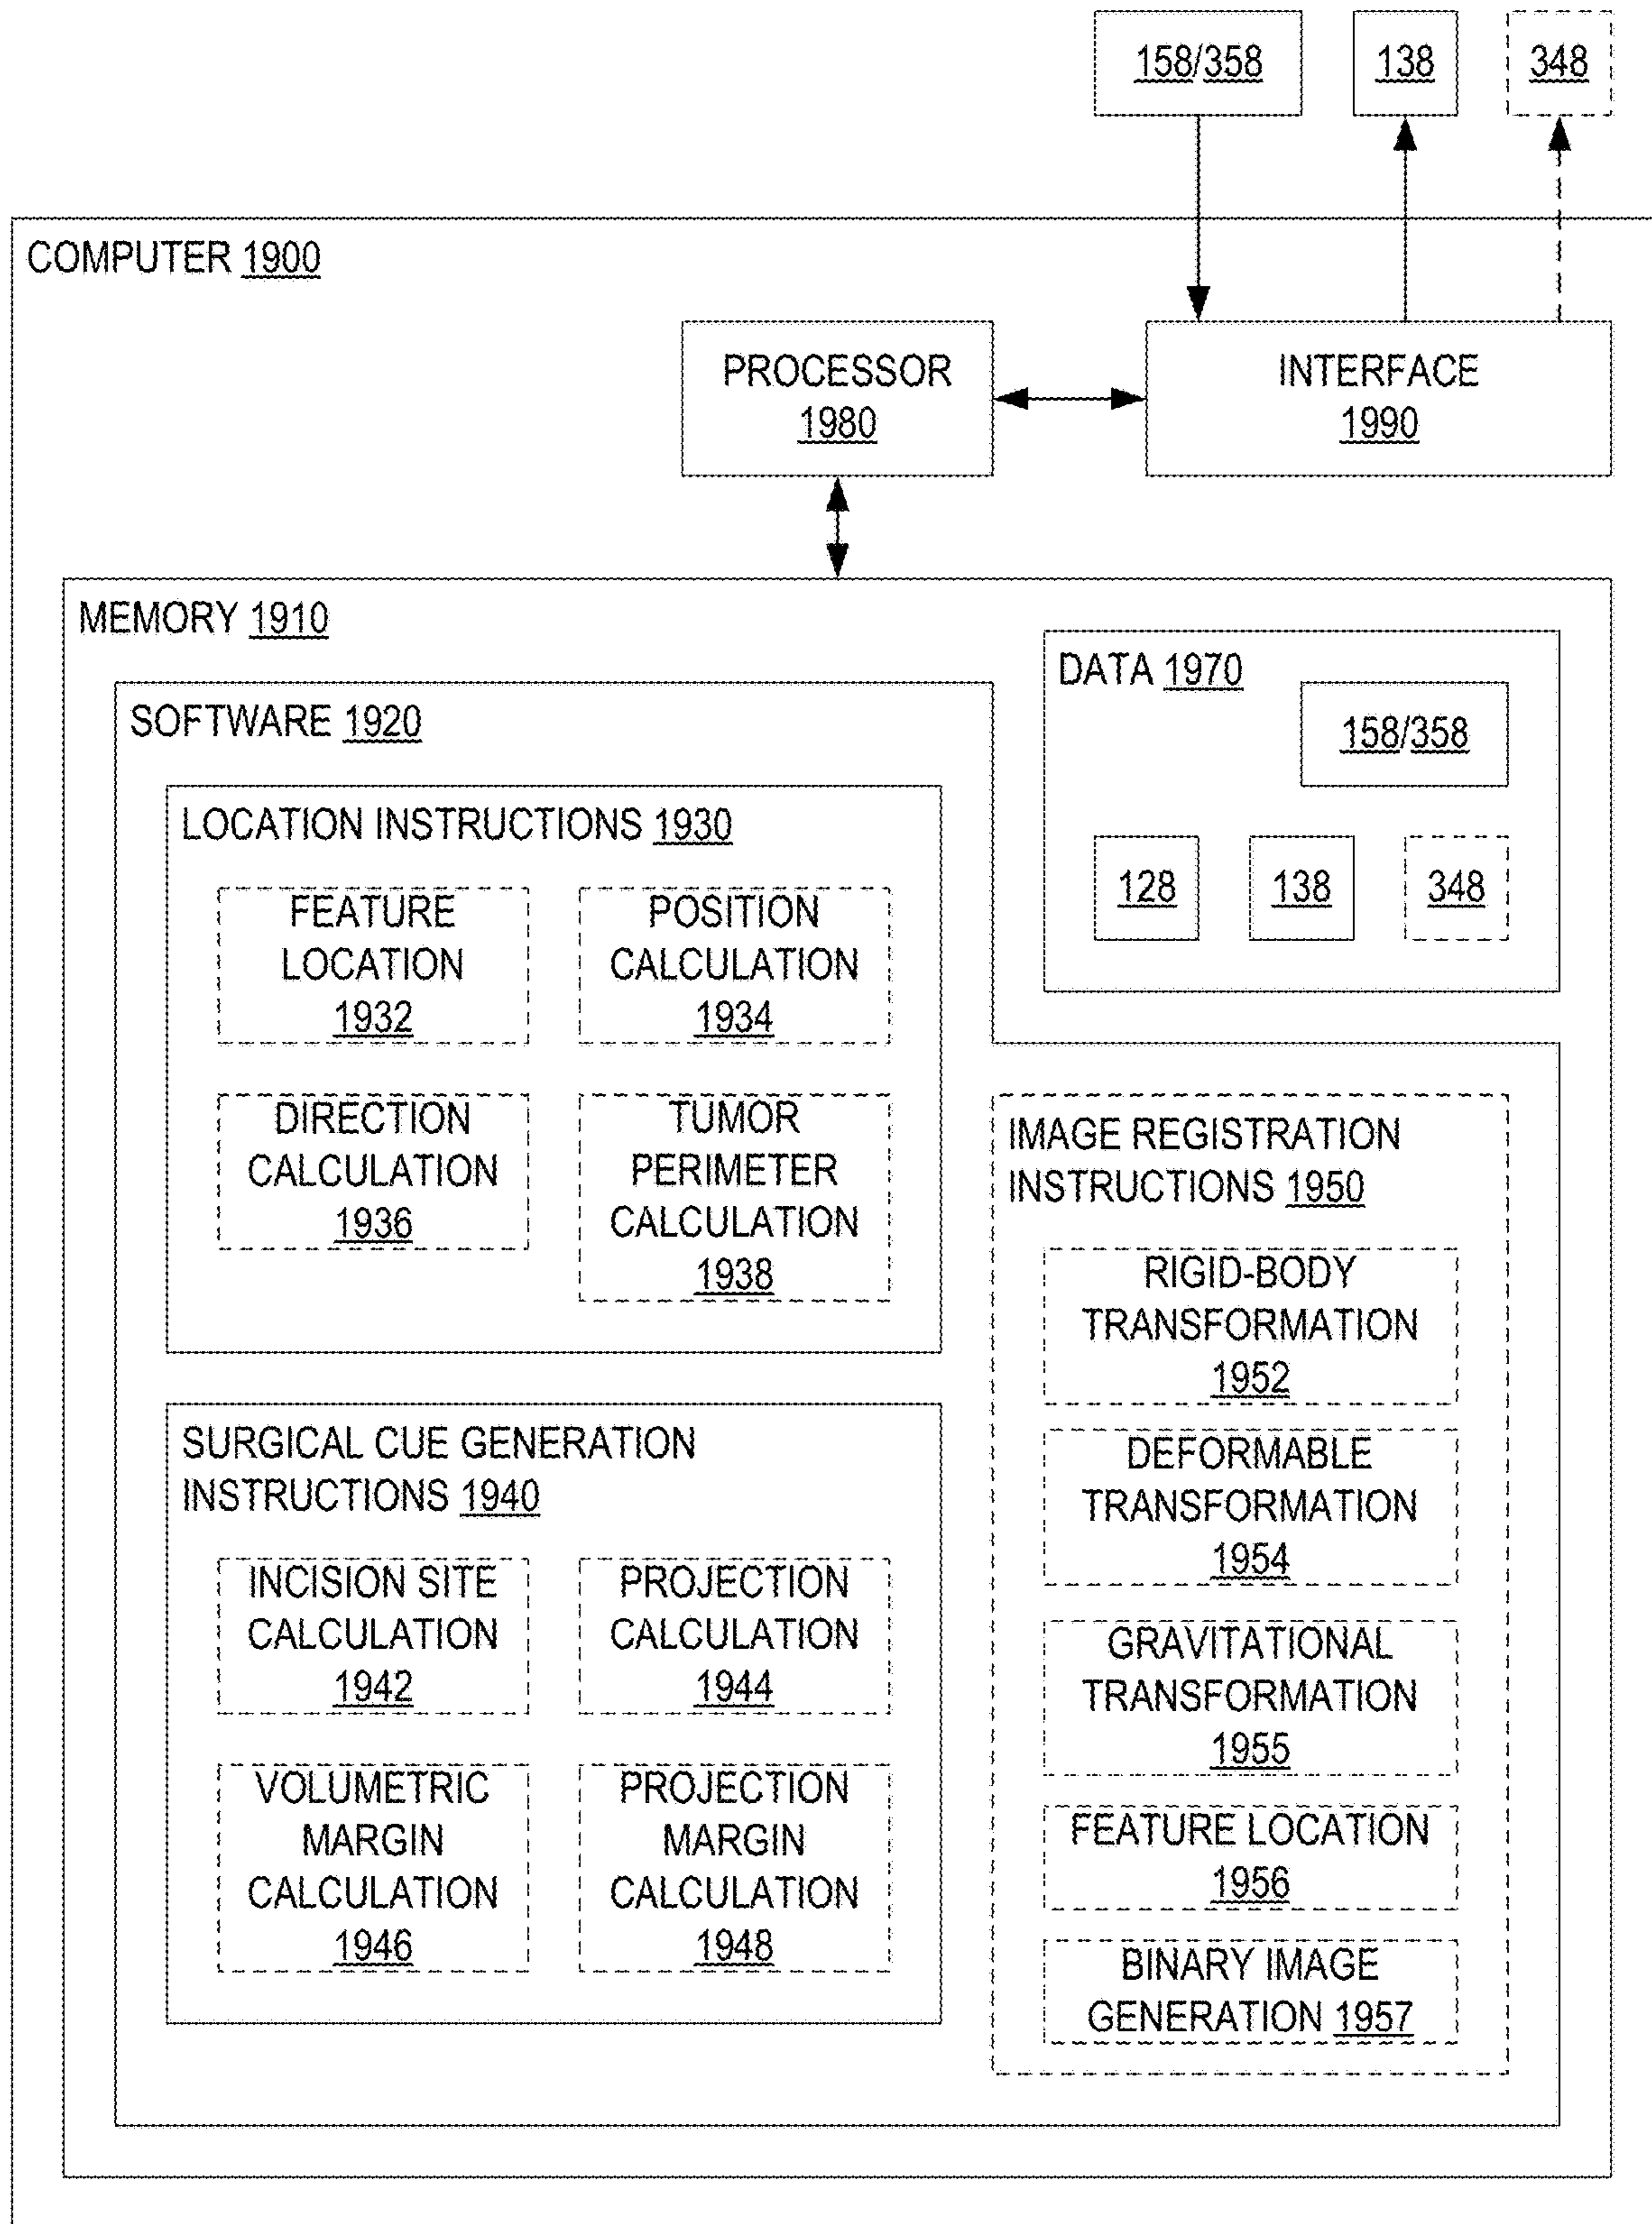 158/358 138 348
COMPUTER 1900
PROCESSOR
1980
INTERFACE
1990
MEMORY 1910
DATA 1970
158/358
128 138 348
SOFTWARE 1920
LOCATION INSTRUCTIONS 1930
FEATURE
LOCATION
1932
POSITION
CALCULATION
1934
DIRECTION
CALCULATION
1936
TUMOR
PERIMETER
CALCULATION
1938
SURGICAL CUE GENERATION
INSTRUCTIONS 1940
INCISION SITE
CALCULATION
1942
PROJECTION
CALCULATION
1944
VOLUMETRIC
MARGIN
CALCULATION
1946
PROJECTION
MARGIN
CALCULATION
1948
IMAGE REGISTRATION
INSTRUCTIONS 1950
RIGID-BODY
TRANSFORMATION
1952
DEFORMABLE
TRANSFORMATION
1954
GRAVITATIONAL
TRANSFORMATION
1955
FEATURE LOCATION
1956
BINARY IMAGE
GENERATION 1957